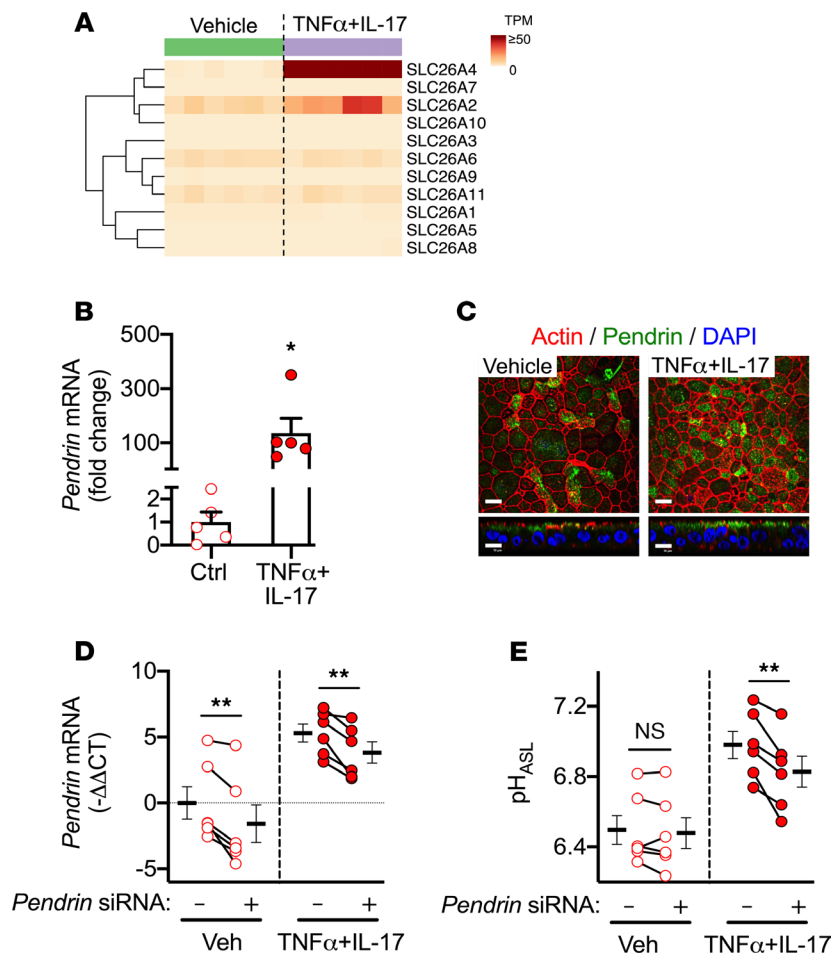 A
Vehicle
TNFα+IL-17
TPM
≥50
0
SLC26A4
SLC26A7
SLC26A2
SLC26A10
SLC26A3
SLC26A6
SLC26A9
SLC26A11
SLC26A1
SLC26A5
SLC26A8
B
Pendrin mRNA
(fold change)
500
300
100
2
1
0
*
Ctrl
TNFα+
IL-17
C
Actin / Pendrin / DAPI
Vehicle
TNFα+IL-17
D
Pendrin mRNA
(-ΔΔCT)
10
5
0
-5
**
**
Pendrin siRNA: – + – +
Veh
TNFα+IL-17
E
pHASL
7.2
6.8
6.4
NS
**
Pendrin siRNA: – + – +
Veh
TNFα+IL-17